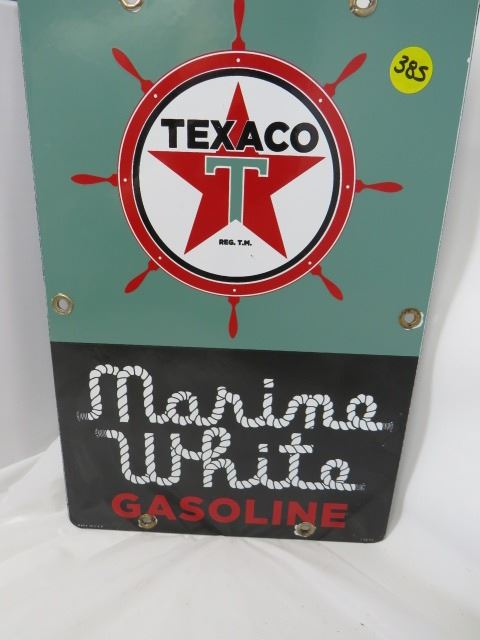 385
TEXACO
T
REG. T.M.
Marine
White
GASOLINE